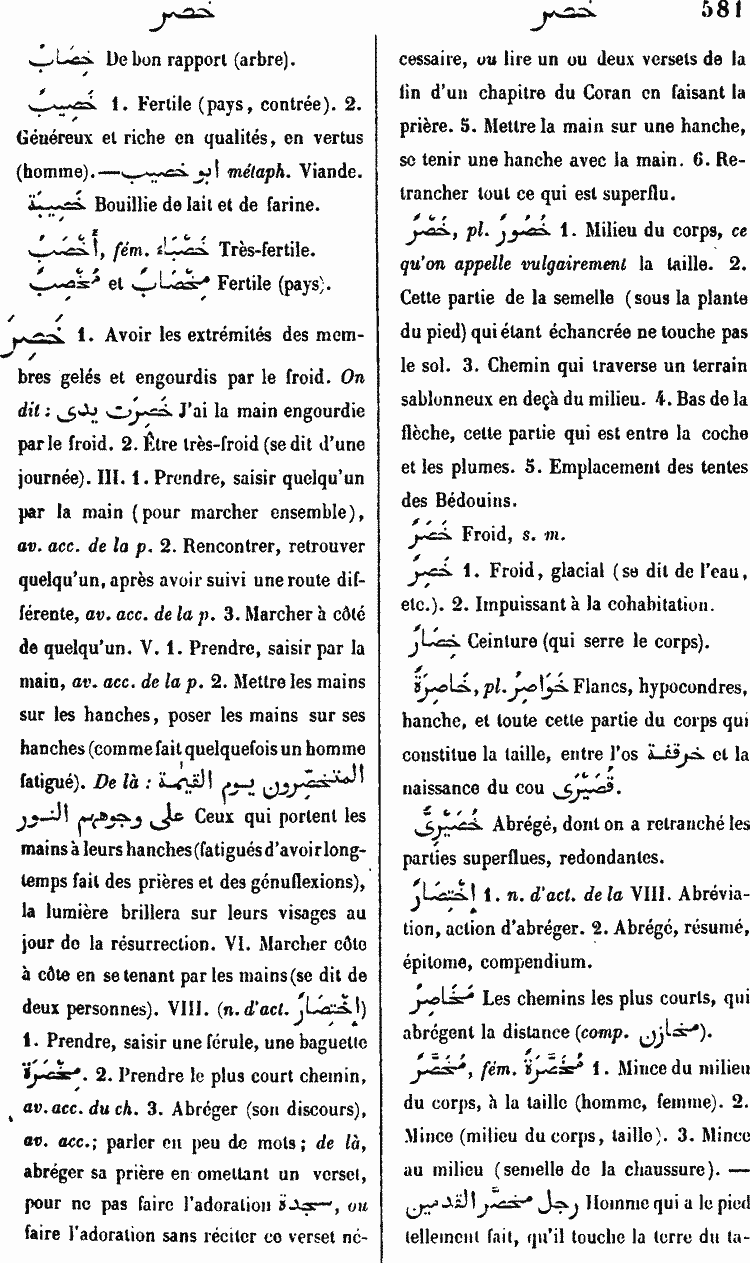 خصر
خصر
581
خِصَابٌ De bon rapport (arbre).
خَصِيبٌ 1. Fertile (pays, contrée). 2.
Généreux et riche en qualités, en vertus
(homme).—أبو خصيب métaph. Viande.
خَصِيبَةٌ Bouillie de lait et de farine.
أَخْصَبُ, fém. خَصْبَاءُ Très-fertile.
مُخْصِبٌ et مِخْصَابٌ Fertile (pays).
خَصِرَ 1. Avoir les extrémités des mem-
bres gelés et engourdis par le froid. On
dit : خَصِرَت يدى J'ai la main engourdie
par le froid. 2. Être très-froid (se dit d'une
journée). III. 1. Prendre, saisir quelqu'un
par la main (pour marcher ensemble),
av. acc. de la p. 2. Rencontrer, retrouver
quelqu'un, après avoir suivi une route dif-
férente, av. acc. de la p. 3. Marcher à côté
de quelqu'un. V. 1. Prendre, saisir par la
main, av. acc. de la p. 2. Mettre les mains
sur les hanches, poser les mains sur ses
hanches (comme fait quelquefois un homme
fatigué). De là : المتخصّرون يوم القيمة
على وجوههم النور Ceux qui portent les
mains à leurs hanches (fatigués d'avoir long-
temps fait des prières et des génuflexions),
la lumière brillera sur leurs visages au
jour de la résurrection. VI. Marcher côte
à côte en se tenant par les mains (se dit de
deux personnes). VIII. (n. d'act. إِخْتِصَارٌ)
1. Prendre, saisir une férule, une baguette
مِخْصَرَة. 2. Prendre le plus court chemin,
av. acc. du ch. 3. Abréger (son discours),
av. acc.; parler en peu de mots; de là,
abréger sa prière en omettant un verset,
pour ne pas faire l'adoration سجدة, ou
faire l'adoration sans réciter ce verset né-
cessaire, ou lire un ou deux versets de la
fin d'un chapitre du Coran en faisant la
prière. 5. Mettre la main sur une hanche,
se tenir une hanche avec la main. 6. Re-
trancher tout ce qui est superflu.
خَصْرٌ, pl. خُصُورٌ 1. Milieu du corps, ce
qu'on appelle vulgairement la taille. 2.
Cette partie de la semelle (sous la plante
du pied) qui étant échancrée ne touche pas
le sol. 3. Chemin qui traverse un terrain
sablonneux en deçà du milieu. 4. Bas de la
flèche, cette partie qui est entre la coche
et les plumes. 5. Emplacement des tentes
des Bédouins.
خَصَرٌ Froid, s. m.
خَصِرٌ 1. Froid, glacial (se dit de l'eau,
etc.). 2. Impuissant à la cohabitation.
خِصَارٌ Ceinture (qui serre le corps).
خَاصِرَةٌ, pl. خَوَاصِرُ Flancs, hypocondres,
hanche, et toute cette partie du corps qui
constitue la taille, entre l'os حرقفة et la
naissance du cou قُصَيْرَى.
خُصَيْرِىٌّ Abrégé, dont on a retranché les
parties superflues, redondantes.
إِخْتِصَارٌ 1. n. d'act. de la VIII. Abrévia-
tion, action d'abréger. 2. Abrégé, résumé,
épitome, compendium.
مَخَاصِرُ Les chemins les plus courts, qui
abrégent la distance (comp. مخازن).
مُخَصَّرٌ, fém. مُخَصَّرَةٌ 1. Mince du milieu
du corps, à la taille (homme, femme). 2.
Mince (milieu du corps, taille). 3. Mince
au milieu (semelle de la chaussure). —
رجل مخصّر القدمين Homme qui a le pied
tellement fait, qu'il touche la terre du ta-